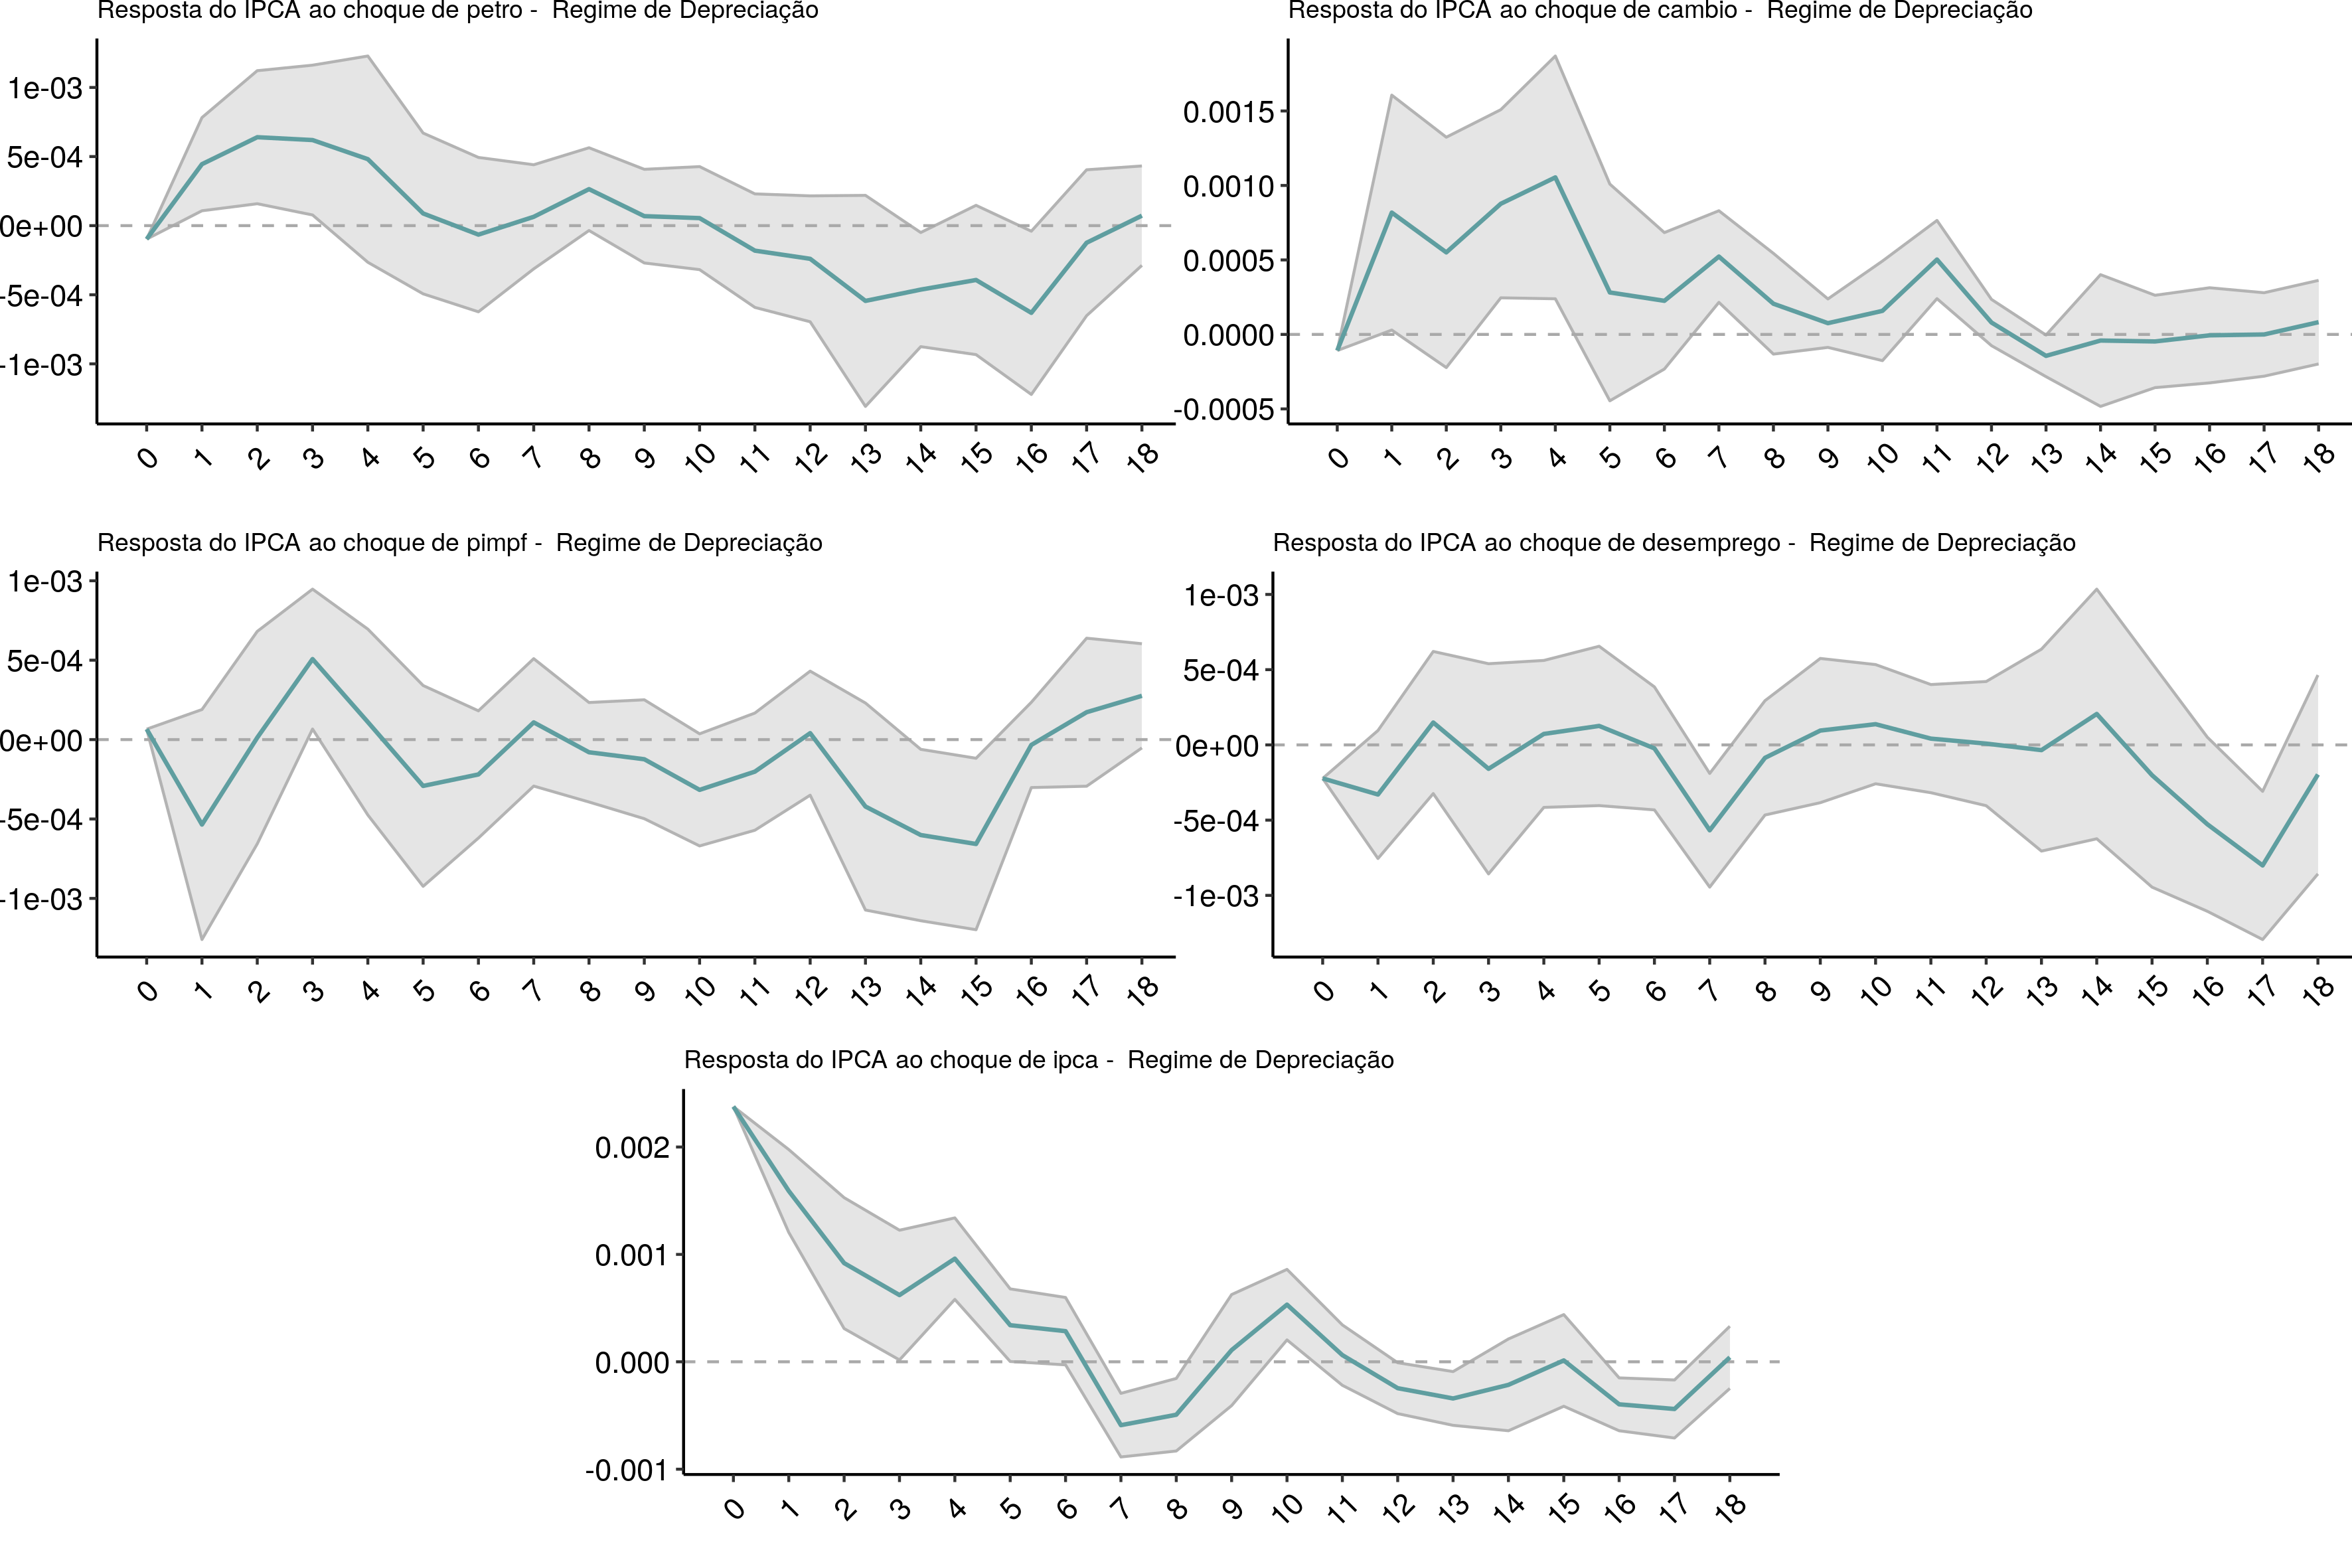 Resposta do IPCA ao choque de petro -  Regime de Depreciação
1e-03
5e-04
0e+00
-5e-04
-1e-03
0 1 2 3 4 5 6 7 8 9 10 11 12 13 14 15 16 17 18
Resposta do IPCA ao choque de cambio -  Regime de Depreciação
0.0015
0.0010
0.0005
0.0000
-0.0005
0 1 2 3 4 5 6 7 8 9 10 11 12 13 14 15 16 17 18
Resposta do IPCA ao choque de pimpf -  Regime de Depreciação
1e-03
5e-04
0e+00
-5e-04
-1e-03
0 1 2 3 4 5 6 7 8 9 10 11 12 13 14 15 16 17 18
Resposta do IPCA ao choque de desemprego -  Regime de Depreciação
1e-03
5e-04
0e+00
-5e-04
-1e-03
0 1 2 3 4 5 6 7 8 9 10 11 12 13 14 15 16 17 18
Resposta do IPCA ao choque de ipca -  Regime de Depreciação
0.002
0.001
0.000
-0.001
0 1 2 3 4 5 6 7 8 9 10 11 12 13 14 15 16 17 18